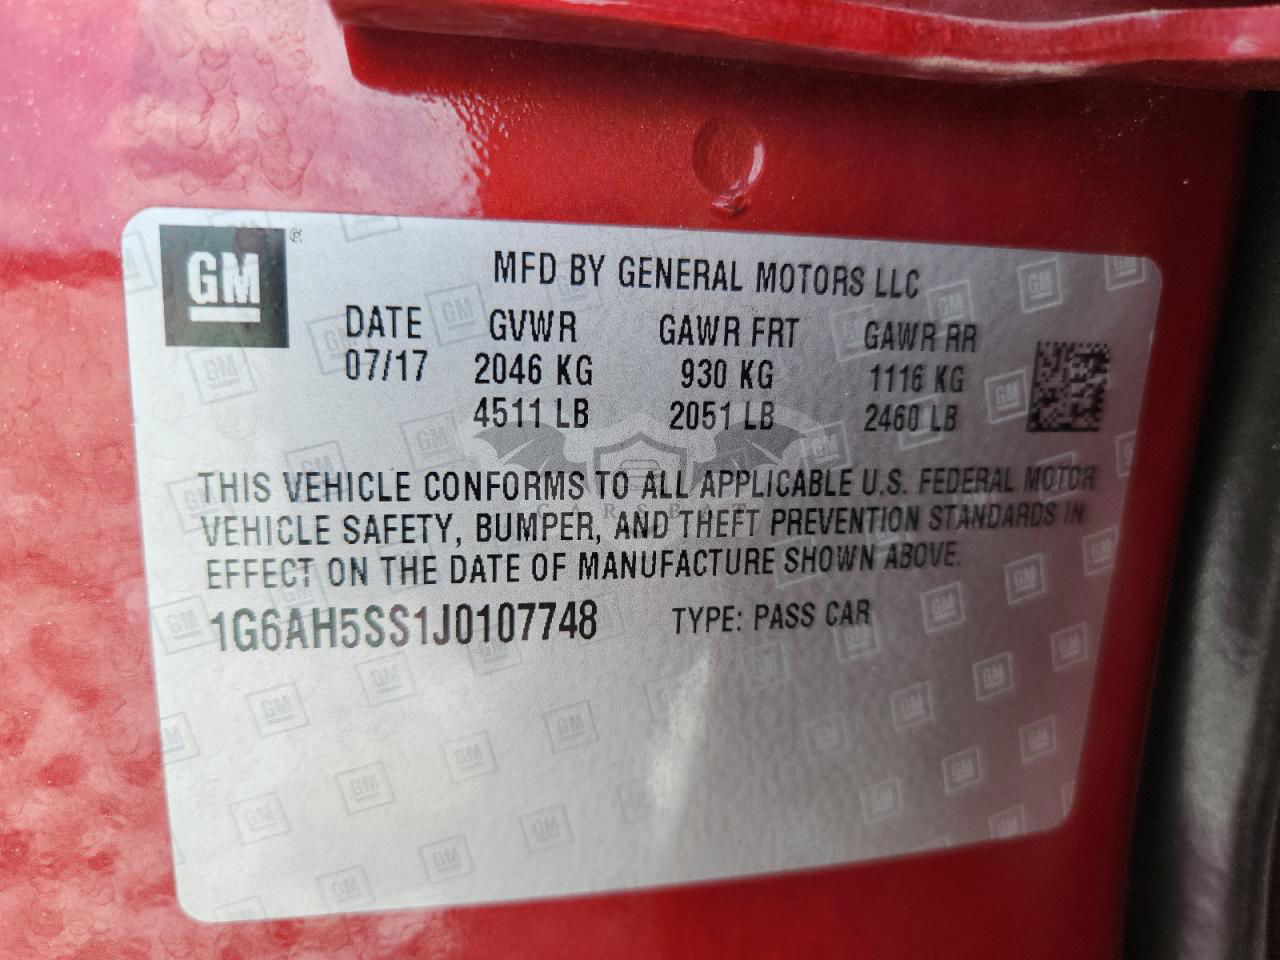 GM ®
MFD BY GENERAL MOTORS LLC
DATE GVWR GAWR FRT GAWR RR
07/17 2046 KG 930 KG 1116 KG
4511 LB 2051 LB 2460 LB
THIS VEHICLE CONFORMS TO ALL APPLICABLE U.S. FEDERAL MOTOR
VEHICLE SAFETY, BUMPER, AND THEFT PREVENTION STANDARDS IN
EFFECT ON THE DATE OF MANUFACTURE SHOWN ABOVE.
1G6AH5SS1J0107748 TYPE: PASS CAR